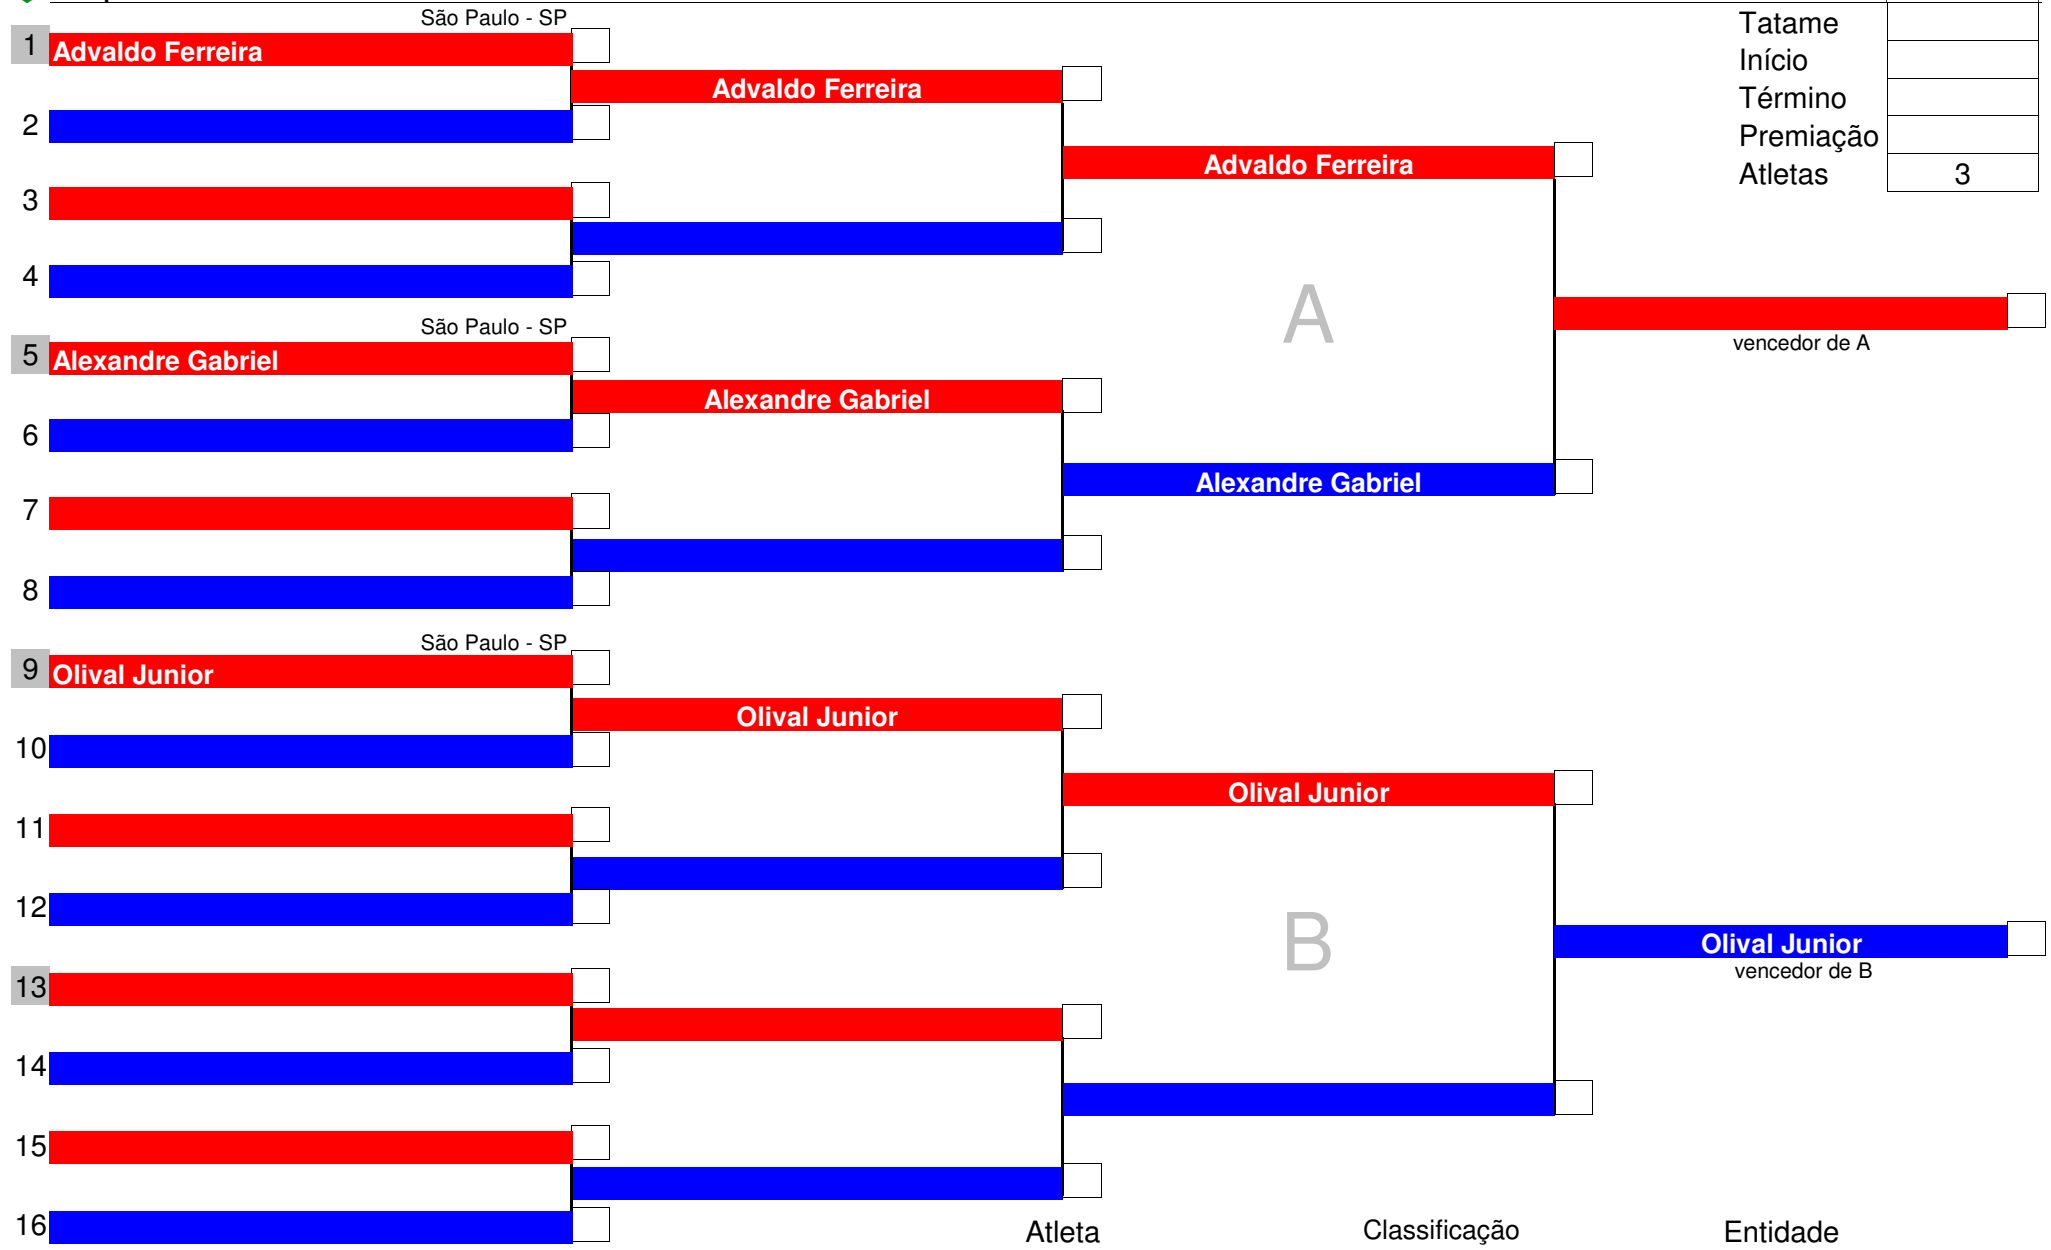 São Paulo - SP
Tatame
1 Advaldo Ferreira
Início
Advaldo Ferreira
Término
2
Premiação
Advaldo Ferreira
Atletas 3
3
4
A
São Paulo - SP
vencedor de A
5 Alexandre Gabriel
Alexandre Gabriel
6
Alexandre Gabriel
7
8
São Paulo - SP
9 Olival Junior
Olival Junior
10
Olival Junior
11
12
B
Olival Junior
vencedor de B
13
14
15
16
Atleta Classificação Entidade